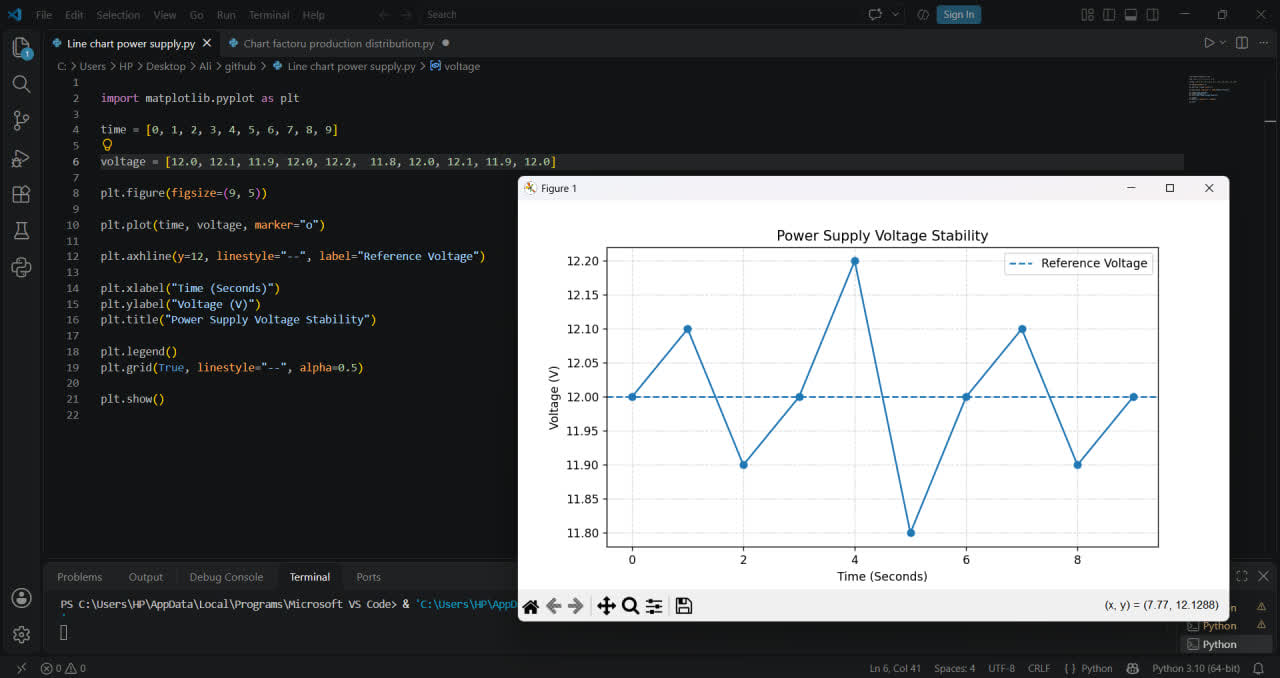 File Edit Selection View Go Run Terminal Help Search Sign In
Line chart power supply.py Chart factoru production distribution.py
1
C: > Users > HP > Desktop > Ali > github > Line chart power supply.py > voltage
1
2 import matplotlib.pyplot as plt
3
4 time = [0, 1, 2, 3, 4, 5, 6, 7, 8, 9]
5
6 voltage = [12.0, 12.1, 11.9, 12.0, 12.2,  11.8, 12.0, 12.1, 11.9, 12.0]
7
8 plt.figure(figsize=(9, 5))
9
10 plt.plot(time, voltage, marker="o")
11
12 plt.axhline(y=12, linestyle="--", label="Reference Voltage")
13
14 plt.xlabel("Time (Seconds)")
15 plt.ylabel("Voltage (V)")
16 plt.title("Power Supply Voltage Stability")
17
18 plt.legend()
19 plt.grid(True, linestyle="--", alpha=0.5)
20
21 plt.show()
22
Figure 1
Power Supply Voltage Stability
Reference Voltage
12.20
12.15
12.10
12.05
12.00
11.95
11.90
11.85
11.80
Voltage (V)
0 2 4 6 8
Time (Seconds)
(x, y) = (7.77, 12.1288)
Problems Output Debug Console Terminal Ports
PS C:\Users\HP\AppData\Local\Programs\Microsoft VS Code> & 'C:\Users\HP\AppD
'
on
Python
Python
Ln 6, Col 41 Spaces: 4 UTF-8 CRLF { } Python Python 3.10 (64-bit)
0 0